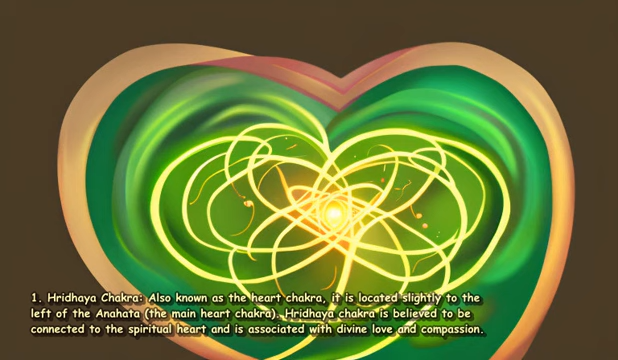 1. Hridhaya Chakra: Also known as the heart chakra, it is located slightly to the
left of the Anahata (the main heart chakra). Hridhaya chakra is believed to be
connected to the spiritual heart and is associated with divine love and compassion.